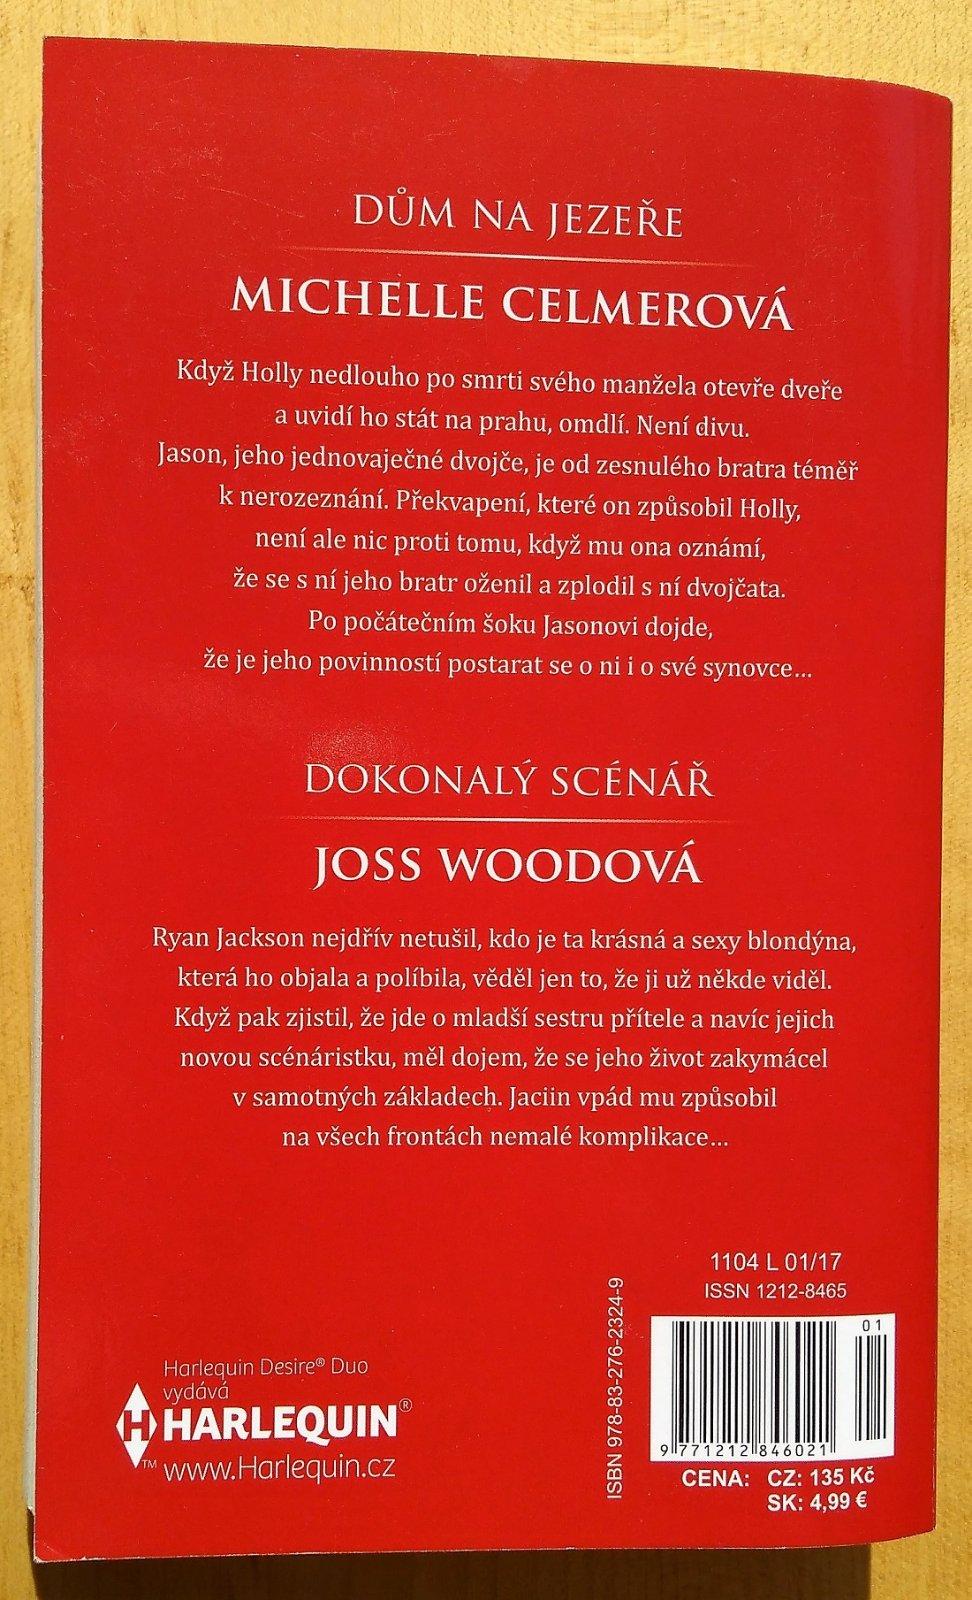 DŮM NA JEZEŘE
MICHELLE CELMEROVÁ
Když Holly nedlouho po smrti svého manžela otevře dveře
a uvidí ho stát na prahu, omdlí. Není divu.
Jason, jeho jednovaječné dvojče, je od zesnulého bratra téměř
k nerozeznání. Překvapení, které on způsobil Holly,
není ale nic proti tomu, když mu ona oznámí,
že se s ní jeho bratr oženil a zplodil s ní dvojčata.
Po počátečním šoku Jasonovi dojde,
že je jeho povinností postarat se o ni i o své synovce...
DOKONALÝ SCÉNÁŘ
JOSS WOODOVÁ
Ryan Jackson nejdřív netušil, kdo je ta krásná a sexy blondýna,
která ho objala a políbila, věděl jen to, že ji už někde viděl.
Když pak zjistil, že jde o mladší sestru přítele a navíc jejich
novou scénáristku, měl dojem, že se jeho život zakymácel
v samotných základech. Jaciin vpád mu způsobil
na všech frontách nemalé komplikace...
1104 L 01/17
ISSN 1212-8465
ISBN 978-83-276-2324-9
01
9 771212 846021
CENA: CZ: 135 Kč
SK: 4,99 €
Harlequin Desire® Duo
vydává
H HARLEQUIN®
™ www.Harlequin.cz